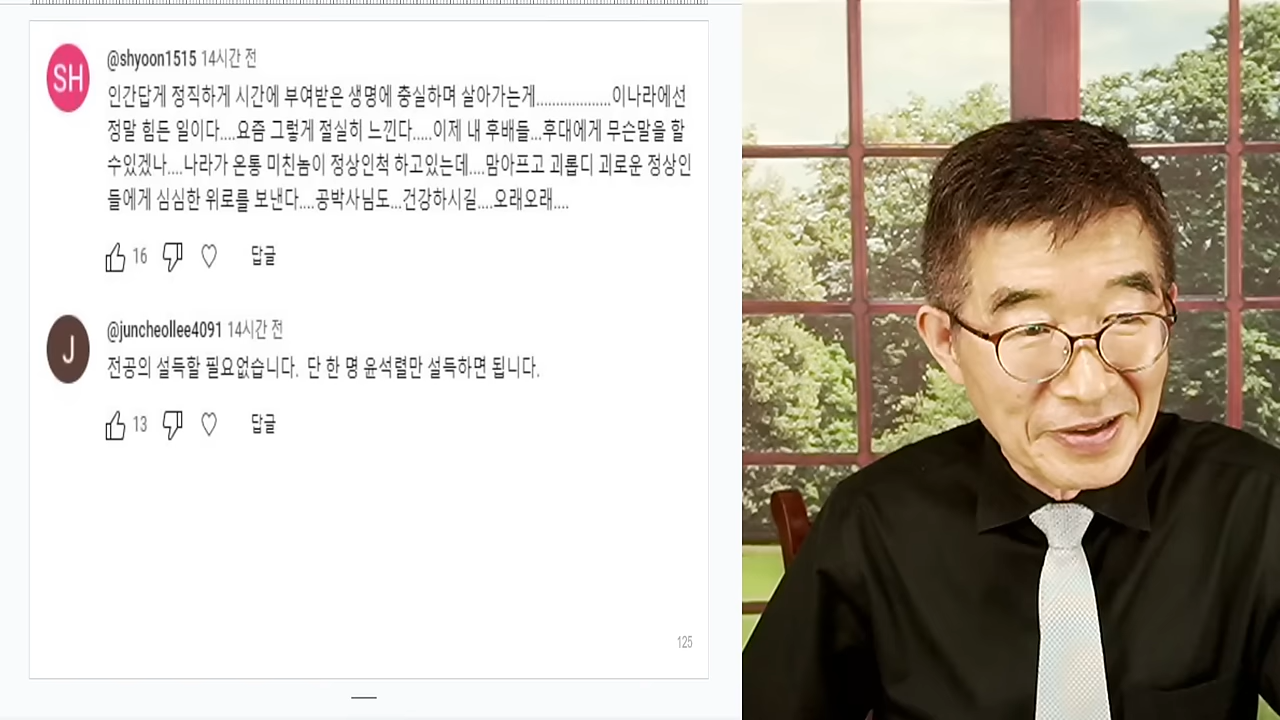 SH
@shyoon1515 14시간 전
인간답게 정직하게 시간에 부여받은 생명에 충실하며 살아가는게...................이나라에선
정말 힘든 일이다....요즘 그렇게 절실히 느낀다.....이제 내 후배들...후대에게 무슨말을 할
수있겠나....나라가 온통 미친놈이 정상인척 하고있는데....맘아프고 괴롭디 괴로운 정상인
들에게 심심한 위로를 보낸다....공박사님도...건강하시길....오래오래....
16 답글
J
@juncheollee4091 14시간 전
전공의 설득할 필요없습니다. 단 한 명 윤석렬만 설득하면 됩니다.
13 답글
125